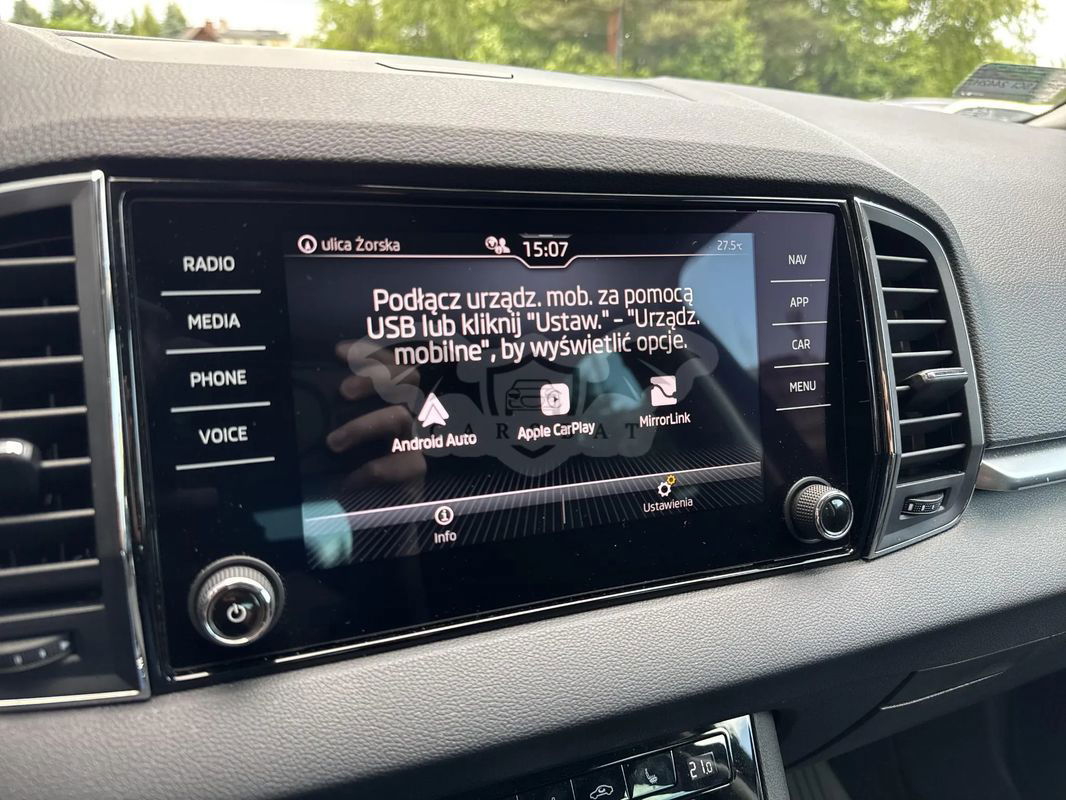 RADIO
MEDIA
PHONE
VOICE
ulica Żorska
15:07
27.5°C
Podłącz urządz. mob. za pomocą
USB lub kliknij "Ustaw." - "Urządz.
mobilne", by wyświetlić opcje.
Android Auto
Apple CarPlay
MirrorLink
Info
Ustawienia
NAV
APP
CAR
MENU
21.0